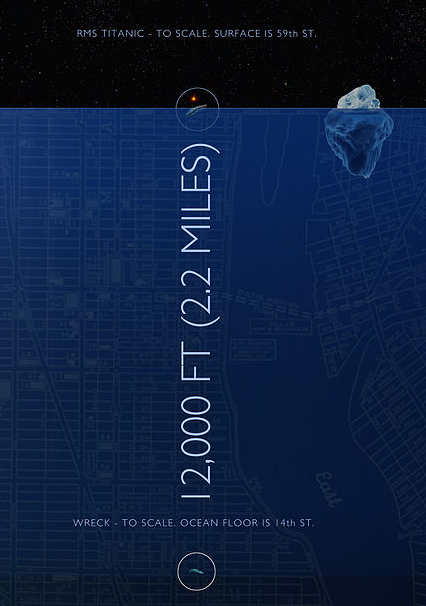 RMS TITANIC - TO SCALE. SURFACE IS 59th ST.
12,000 FT (2.2 MILES)
East
WRECK - TO SCALE. OCEAN FLOOR IS 14th ST.